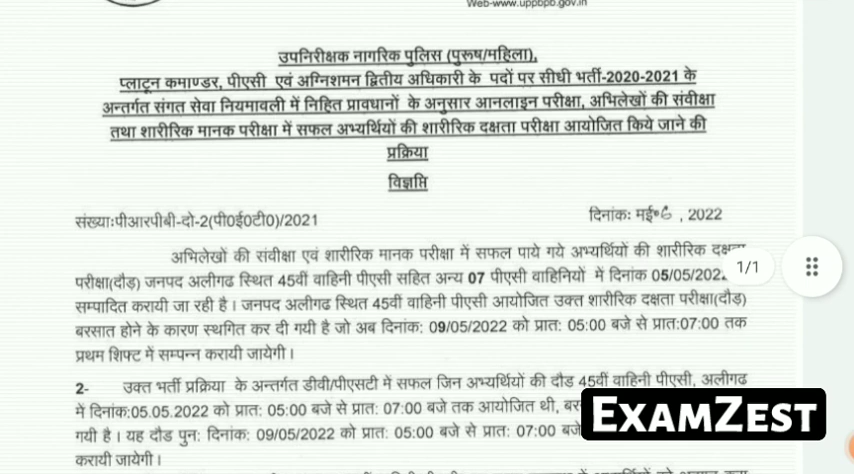 Web-www.uppbpb.gov.in
उपनिरीक्षक नागरिक पुलिस (पुरूष/महिला),
प्लाटून कमाण्डर, पीएसी एवं अग्निशमन द्वितीय अधिकारी के पदों पर सीधी भर्ती-2020-2021 के
अन्तर्गत संगत सेवा नियमावली में निहित प्रावधानों के अनुसार आनलाइन परीक्षा, अभिलेखों की संवीक्षा
तथा शारीरिक मानक परीक्षा में सफल अभ्यर्थियों की शारीरिक दक्षता परीक्षा आयोजित किये जाने की
प्रक्रिया
विज्ञप्ति
संख्याःपीआरपीबी-दो-2(पी0ई0टी0)/2021 दिनांकः मई 6 , 2022
अभिलेखों की संवीक्षा एवं शारीरिक मानक परीक्षा में सफल पाये गये अभ्यर्थियों की शारीरिक दक्षता
परीक्षा(दौड़) जनपद अलीगढ स्थित 45वीं वाहिनी पीएसी सहित अन्य 07 पीएसी वाहिनियों में दिनांक 05/05/2022 1/1
सम्पादित करायी जा रही है। जनपद अलीगढ स्थित 45वीं वाहिनी पीएसी आयोजित उक्त शारीरिक दक्षता परीक्षा(दौड़)
बरसात होने के कारण स्थगित कर दी गयी है जो अब दिनांक: 09/05/2022 को प्रात: 05:00 बजे से प्रात:07:00 तक
प्रथम शिफ्ट में सम्पन्न करायी जायेगी।
2- उक्त भर्ती प्रक्रिया के अन्तर्गत डीवी/पीएसटी में सफल जिन अभ्यर्थियों की दौड 45वीं वाहिनी पीएसी, अलीगढ
में दिनांक:05.05.2022 को प्रात: 05:00 बजे से प्रात: 07:00 बजे तक आयोजित थी,
गयी है। यह दौड पुन: दिनांक: 09/05/2022 को प्रात: 05:00 बजे से प्रात: 07:00 बजे
करायी जायेगी।
EXAMZEST